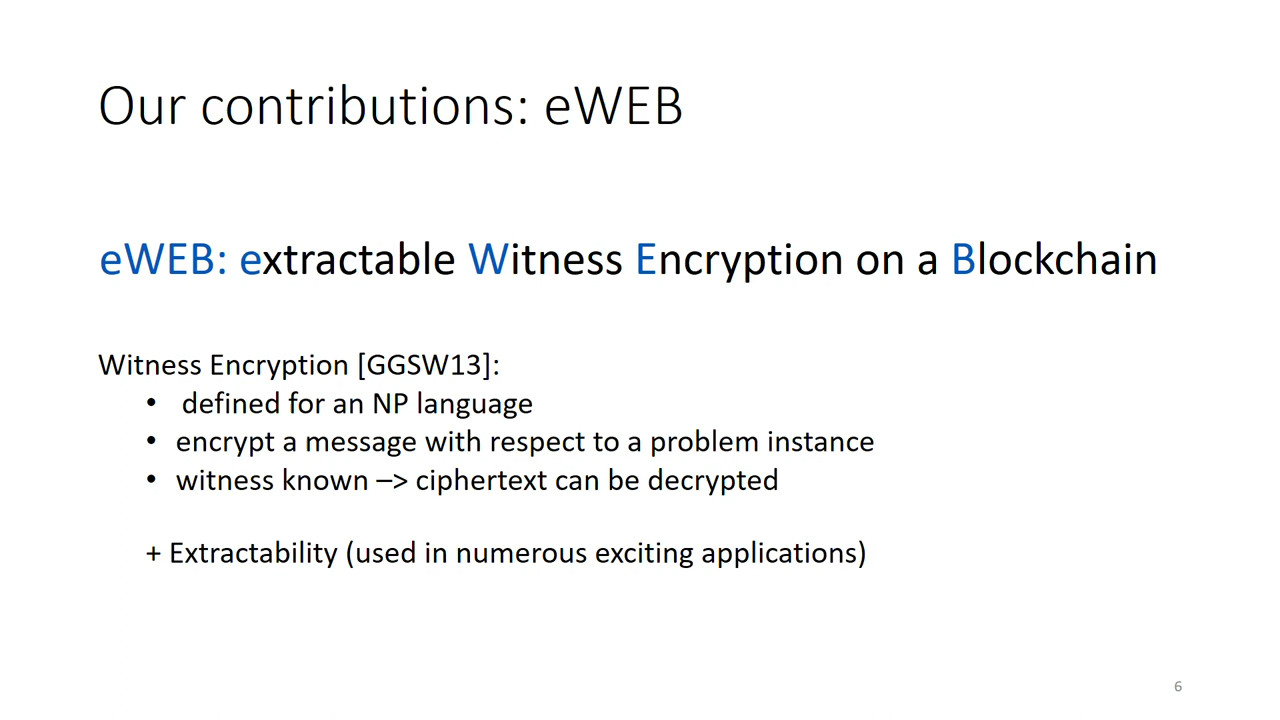 Our contributions: eWEB
eWEB: extractable Witness Encryption on a Blockchain
Witness Encryption [GGSW13]:
• defined for an NP language
• encrypt a message with respect to a problem instance
• witness known –> ciphertext can be decrypted
+ Extractability (used in numerous exciting applications)
6